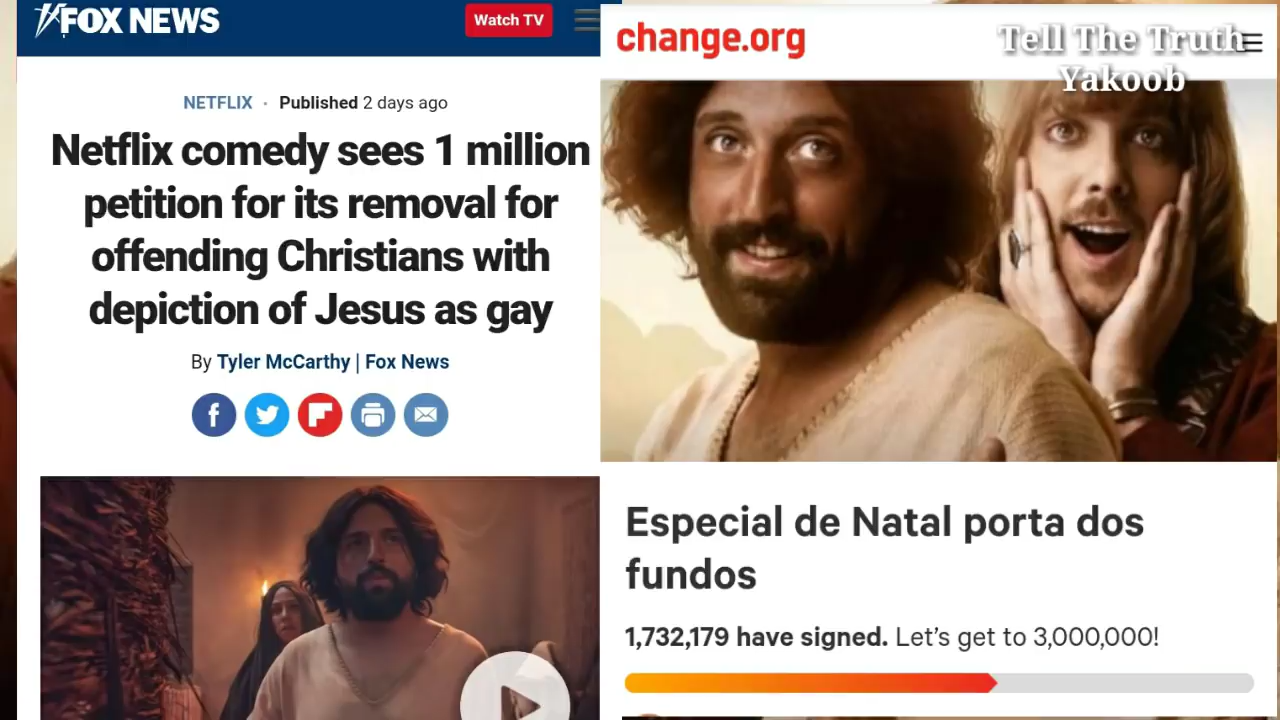 FOX NEWS
Watch TV
NETFLIX · Published 2 days ago
Netflix comedy sees 1 million
petition for its removal for
offending Christians with
depiction of Jesus as gay
By Tyler McCarthy | Fox News
change.org
Tell The Truth
Yakoob
Especial de Natal porta dos
fundos
1,732,179 have signed. Let's get to 3,000,000!